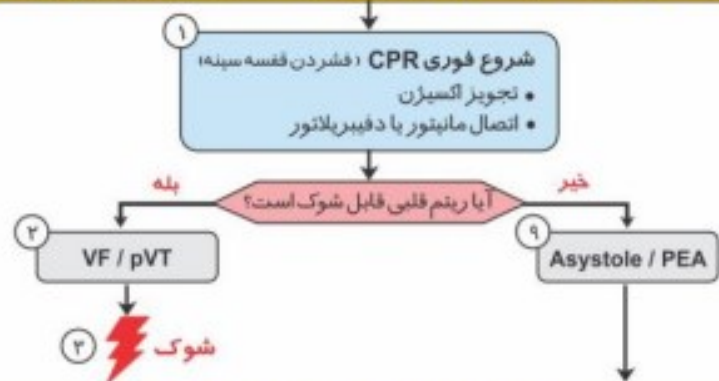 ۱
شروع فوری CPR (فشردن قفسه سینه)
• تجویز اکسیژن
• اتصال مانیتور یا دفیبریلاتور
آیا ریتم قلبی قابل شوک است؟
خیر
بله
۹
Asystole / PEA
۲
VF / pVT
۳
شوک